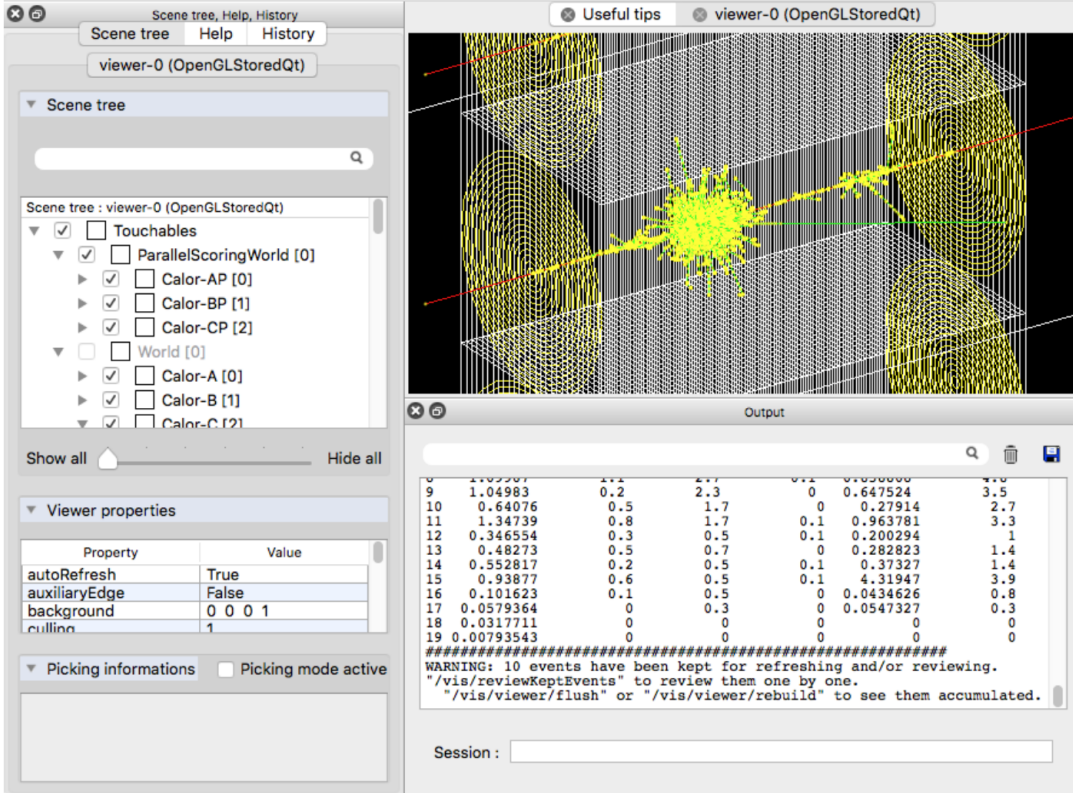 Scene tree, Help, History
Scene tree Help History
viewer-0 (OpenGLStoredQt)
Scene tree
Scene tree : viewer-0 (OpenGLStoredQt)
Touchables
ParallelScoringWorld [0]
Calor-AP [0]
Calor-BP [1]
Calor-CP [2]
World [0]
Calor-A [0]
Calor-B [1]
Calor-C [2]
Show all Hide all
Viewer properties
Property Value
autoRefresh True
auxiliaryEdge False
background 0 0 0 1
culling 1
Picking informations Picking mode active
Useful tips viewer-0 (OpenGLStoredQt)
Output
9 1.04983 0.2 2.3 0 0.647524 3.5
10 0.64076 0.5 1.7 0 0.27914 2.7
11 1.34739 0.8 1.7 0.1 0.963781 3.3
12 0.346554 0.3 0.5 0.1 0.200294 1
13 0.48273 0.5 0.7 0 0.282823 1.4
14 0.552817 0.2 0.5 0.1 0.37327 1.4
15 0.93877 0.6 0.5 0.1 4.31947 3.9
16 0.101623 0.1 0.5 0 0.0434626 0.8
17 0.0579364 0 0.3 0 0.0547327 0.3
18 0.0317711 0 0 0 0 0
19 0.00793543 0 0 0 0 0
############################################################
WARNING: 10 events have been kept for refreshing and/or reviewing.
"/vis/reviewKeptEvents" to review them one by one.
"/vis/viewer/flush" or "/vis/viewer/rebuild" to see them accumulated.
Session :